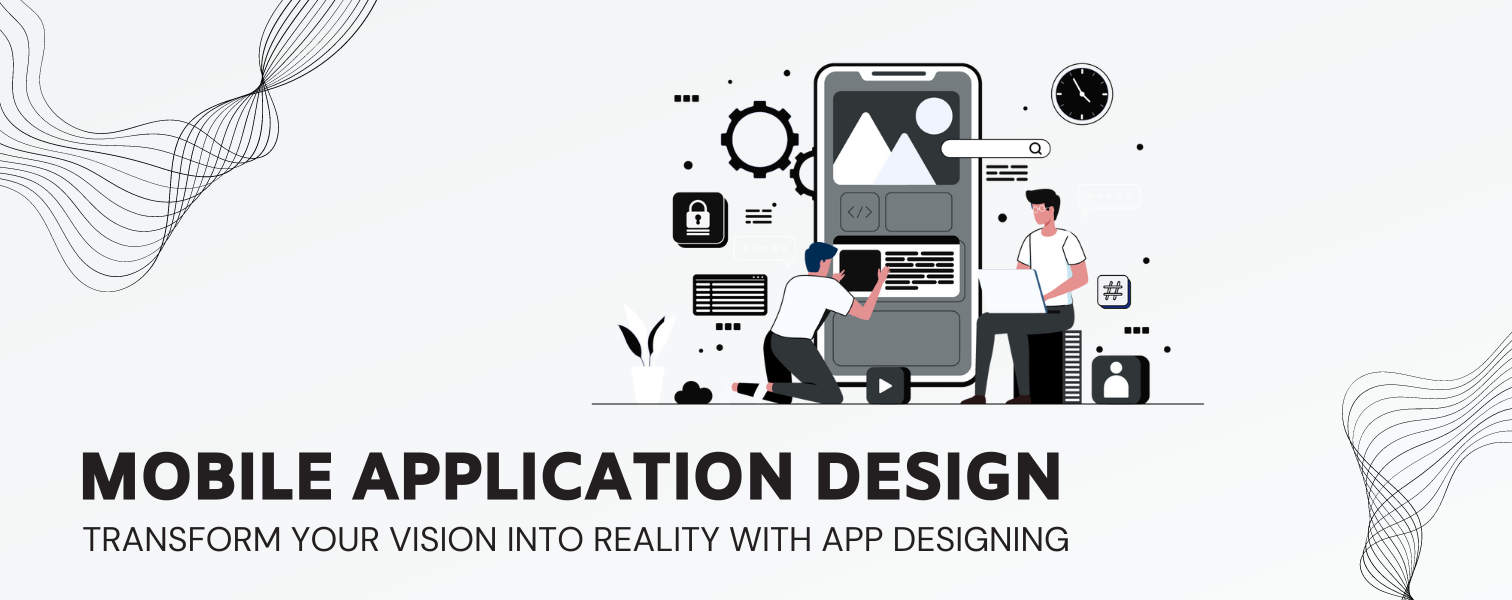 </>
#
MOBILE APPLICATION DESIGN
TRANSFORM YOUR VISION INTO REALITY WITH APP DESIGNING